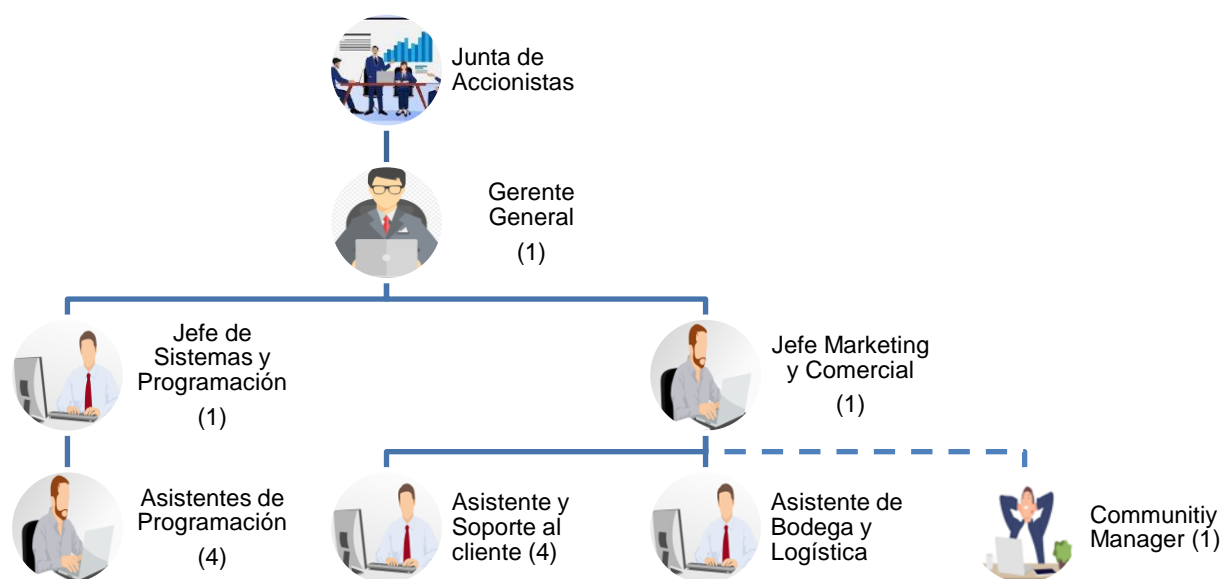 Junta de
Accionistas
Gerente
General
(1)
Jefe de
Sistemas y
Programación
(1)
Jefe Marketing
y Comercial
(1)
Asistentes de
Programación
(4)
Asistente y
Soporte al
cliente (4)
Asistente de
Bodega y
Logística
Communitiy
Manager (1)